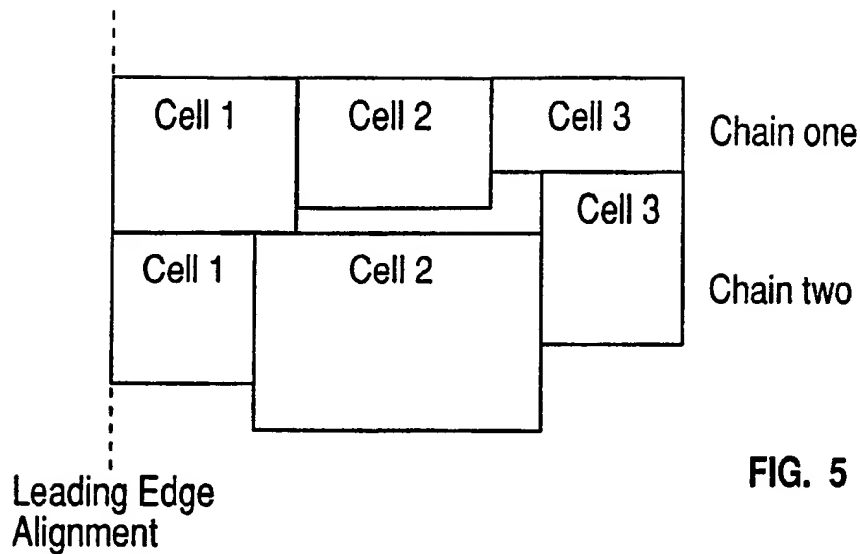 Cell 1
Cell 2
Cell 3
Chain one
Cell 3
Cell 1
Cell 2
Chain two
Leading Edge
Alignment
FIG. 5